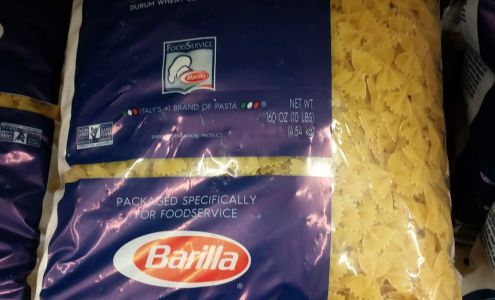 DURUM WHEAT
FOODSERVICE
Barilla
ITALY'S #1 BRAND OF PASTA ®
NET WT.
160 OZ (10 LBS)
(4.54 kg)
PRODUCT
PACKAGED SPECIFICALLY
FOR FOODSERVICE
Barilla
®